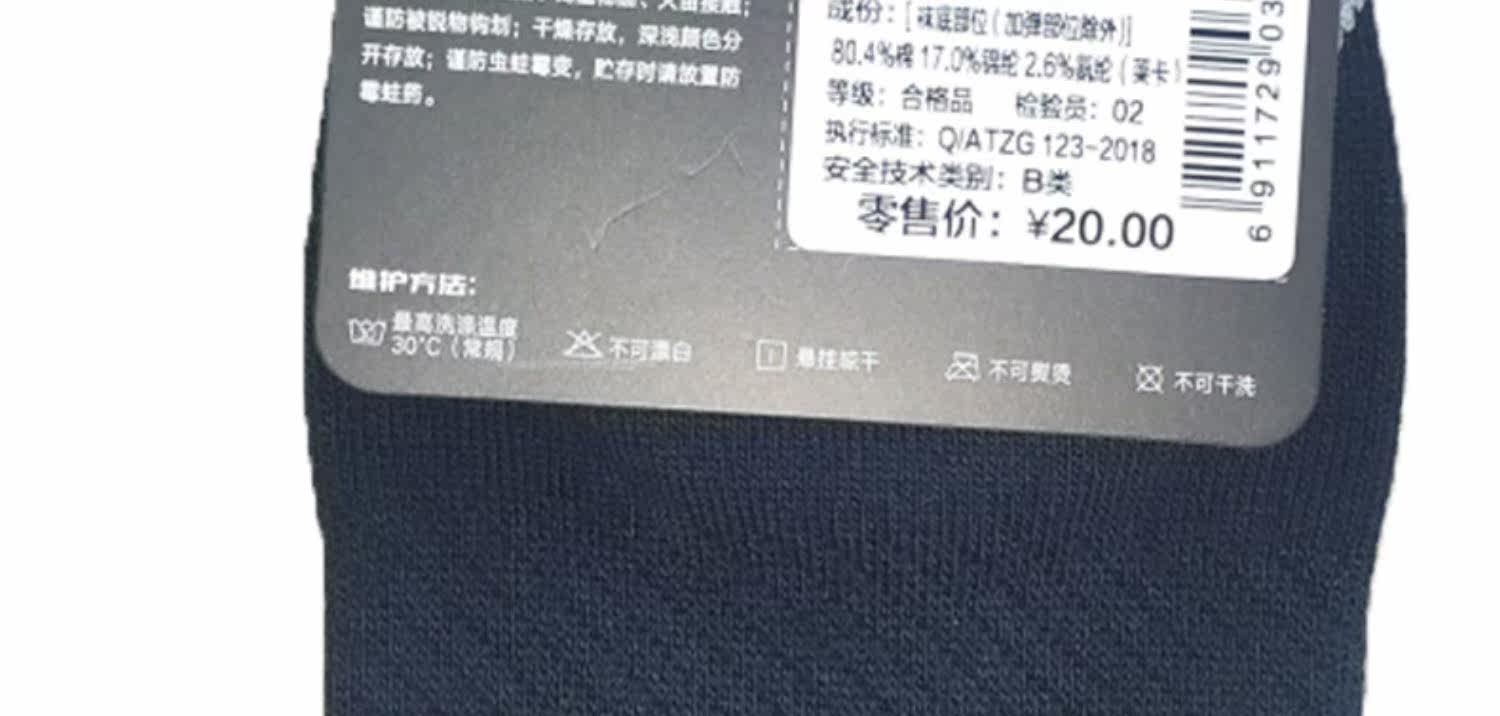 谨防被锐物钩划；干燥存放，深浅颜色分
开存放；谨防虫蛀霉变，贮存时请放置防
霉蛀药。
成份：[袜底部位（加弹部位除外）]
80.4%棉 17.0%锦纶 2.6%氨纶（莱卡）
等级：合格品 检验员：02
执行标准：Q/ATZG 123-2018
安全技术类别：B类
零售价：¥20.00
6 911729 03
维护方法：
最高洗涤温度
30°C（常规）
不可漂白
悬挂晾干
不可熨烫
不可干洗